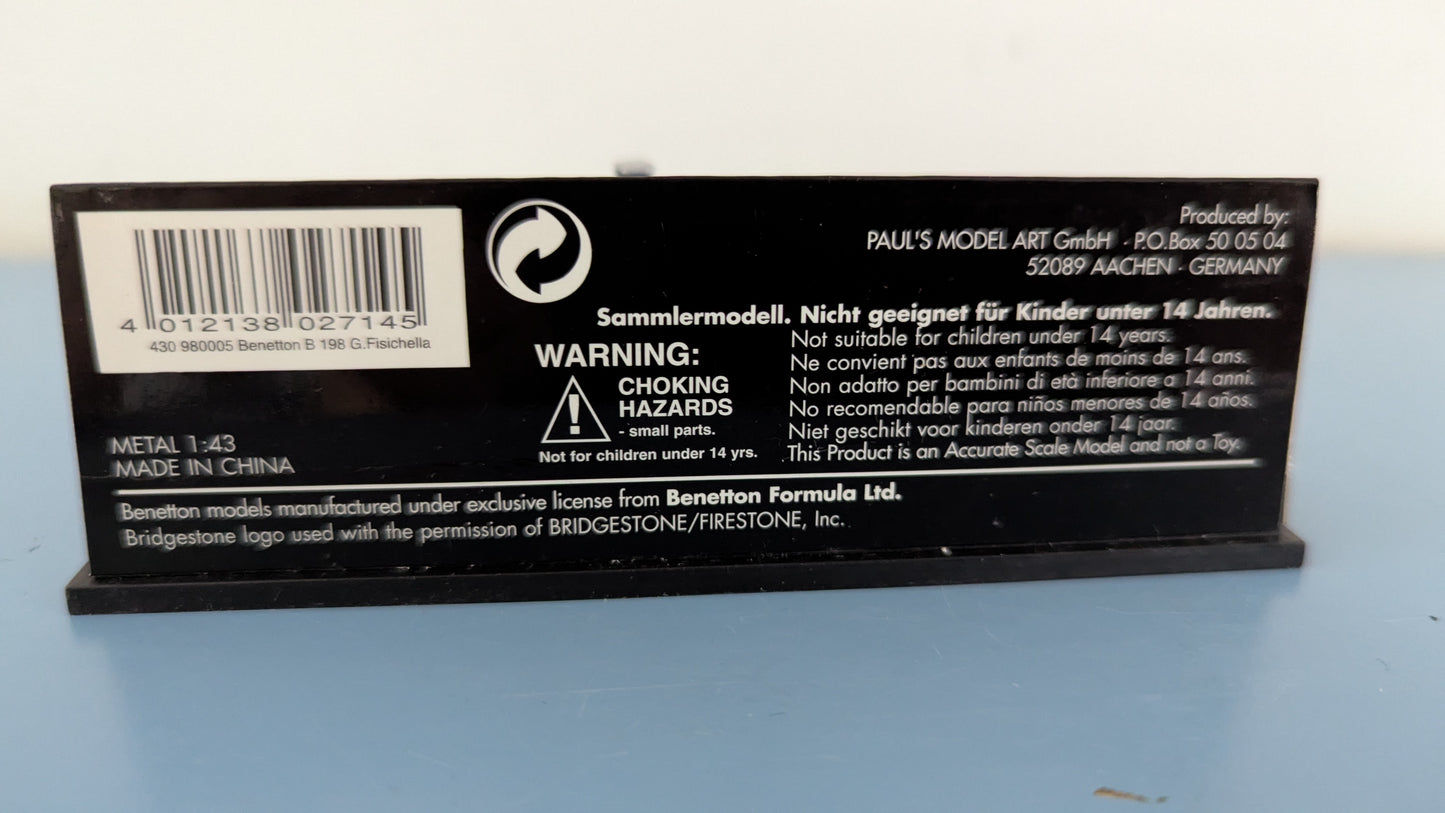 4 012138 027145
430 980005 Benetton B 198 G.Fisichella
METAL 1:43
MADE IN CHINA
Produced by:
PAUL'S MODEL ART GmbH · P.O.Box 50 05 04
52089 AACHEN · GERMANY
Sammlermodell. Nicht geeignet für Kinder unter 14 Jahren.
Not suitable for children under 14 years.
Ne convient pas aux enfants de moins de 14 ans.
Non adatto per bambini di età inferiore a 14 anni.
No recomendable para niños menores de 14 años.
Niet geschikt voor kinderen onder 14 jaar.
This Product is an Accurate Scale Model and not a Toy.
WARNING:
CHOKING
HAZARDS
- small parts.
Not for children under 14 yrs.
Benetton models manufactured under exclusive license from Benetton Formula Ltd.
Bridgestone logo used with the permission of BRIDGESTONE/FIRESTONE, Inc.